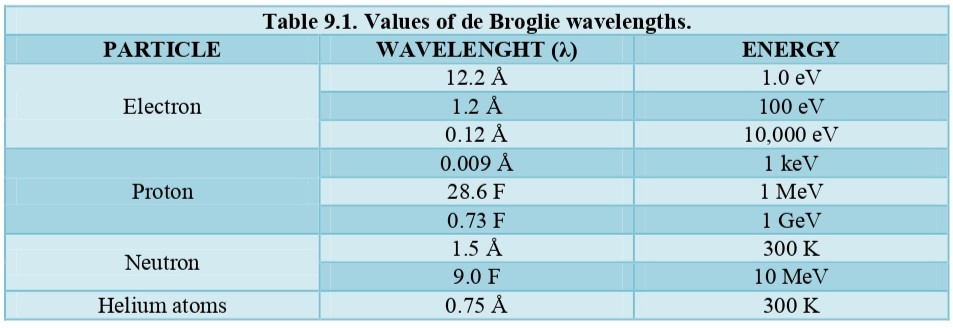 Table 9.1. Values of de Broglie wavelengths.
PARTICLE WAVELENGHT (λ) ENERGY
Electron 12.2 Å 1.0 eV
1.2 Å 100 eV
0.12 Å 10,000 eV
Proton 0.009 Å 1 keV
28.6 F 1 MeV
0.73 F 1 GeV
Neutron 1.5 Å 300 K
9.0 F 10 MeV
Helium atoms 0.75 Å 300 K